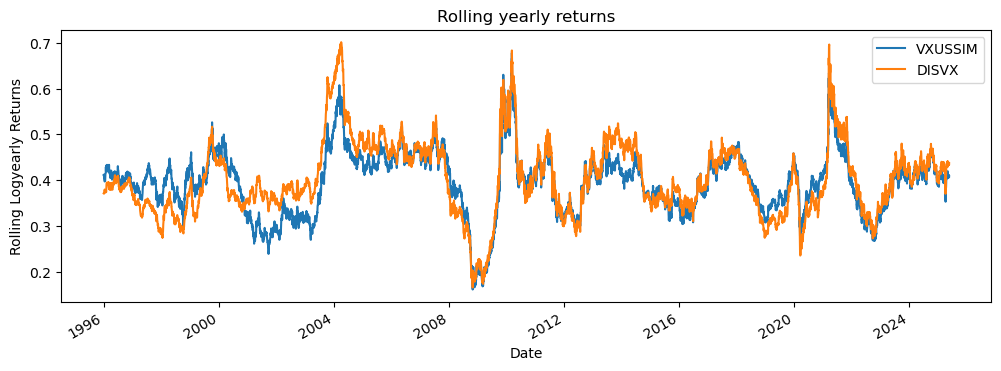 Rolling yearly returns
VXUSSIM
DISVX
Rolling Logyearly Returns
0.7
0.6
0.5
0.4
0.3
0.2
1996
2000
2004
2008
2012
2016
2020
2024
Date